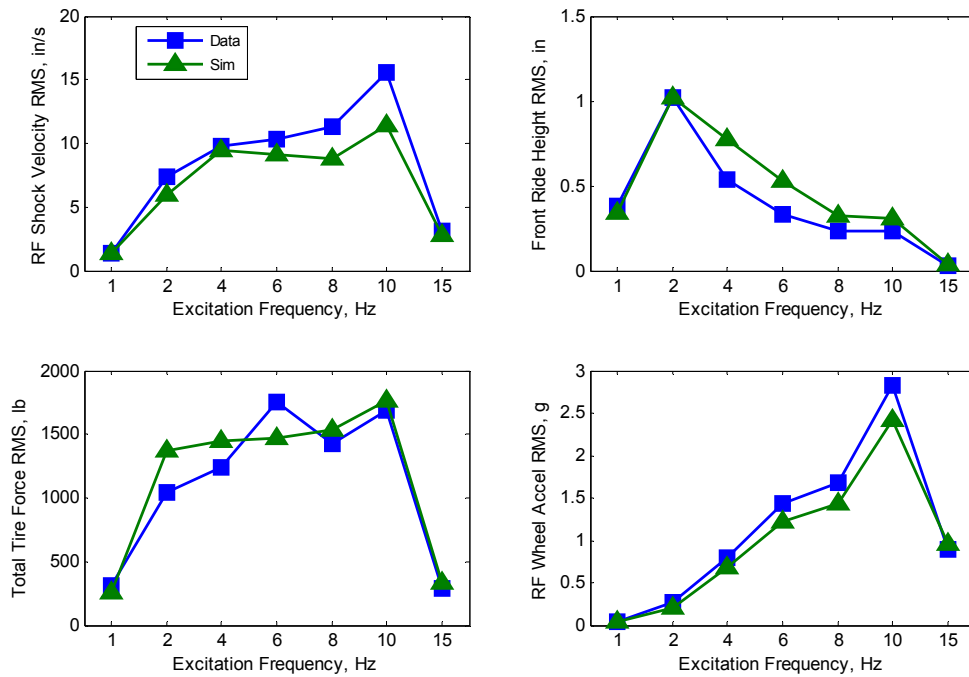 RF Shock Velocity RMS, in/s
20
15
10
5
0
Data
Sim
1 2 4 6 8 10 15
Excitation Frequency, Hz
Front Ride Height RMS, in
1.5
1
0.5
0
1 2 4 6 8 10 15
Excitation Frequency, Hz
Total Tire Force RMS, lb
2000
1500
1000
500
0
1 2 4 6 8 10 15
Excitation Frequency, Hz
RF Wheel Accel RMS, g
3
2.5
2
1.5
1
0.5
0
1 2 4 6 8 10 15
Excitation Frequency, Hz